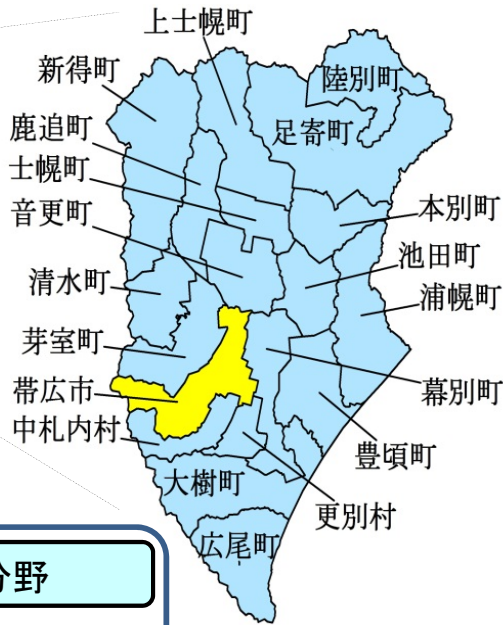 上士幌町
新得町
陸別町
鹿追町
足寄町
士幌町
音更町
本別町
池田町
清水町
浦幌町
芽室町
帯広市
幕別町
中札内村
豊頃町
大樹町
更別村
広尾町
分野